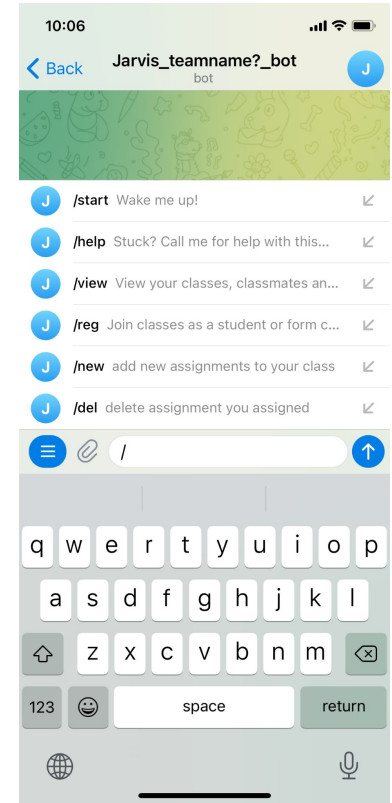 10:06
Back
Jarvis_teamname?_bot
bot
J
J /start Wake me up!
J /help Stuck? Call me for help with this...
J /view View your classes, classmates an...
J /reg Join classes as a student or form c...
J /new add new assignments to your class
J /del delete assignment you assigned
/
q w e r t y u i o p
a s d f g h j k l
z x c v b n m
123 space return